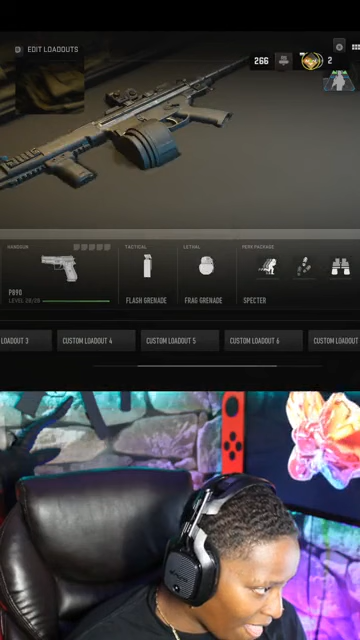 EDIT LOADOUTS
266
2
HANDGUN
TACTICAL
LETHAL
PERK PACKAGE
P890
FLASH GRENADE
FRAG GRENADE
SPECTER
LOADOUT 3
CUSTOM LOADOUT 4
CUSTOM LOADOUT 5
CUSTOM LOADOUT 6
CUSTOM LOADOUT